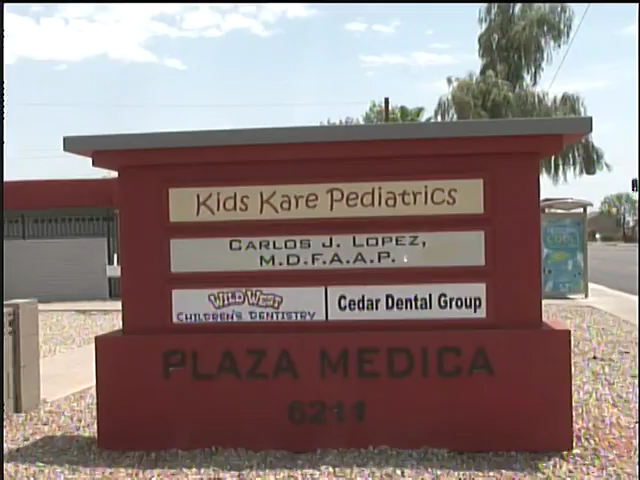 Kids Kare Pediatrics
CARLOS J. LOPEZ,
M.D.F.A.A.P.
WILD WEST
CHILDREN'S DENTISTRY
Cedar Dental Group
PLAZA MEDICA
6211